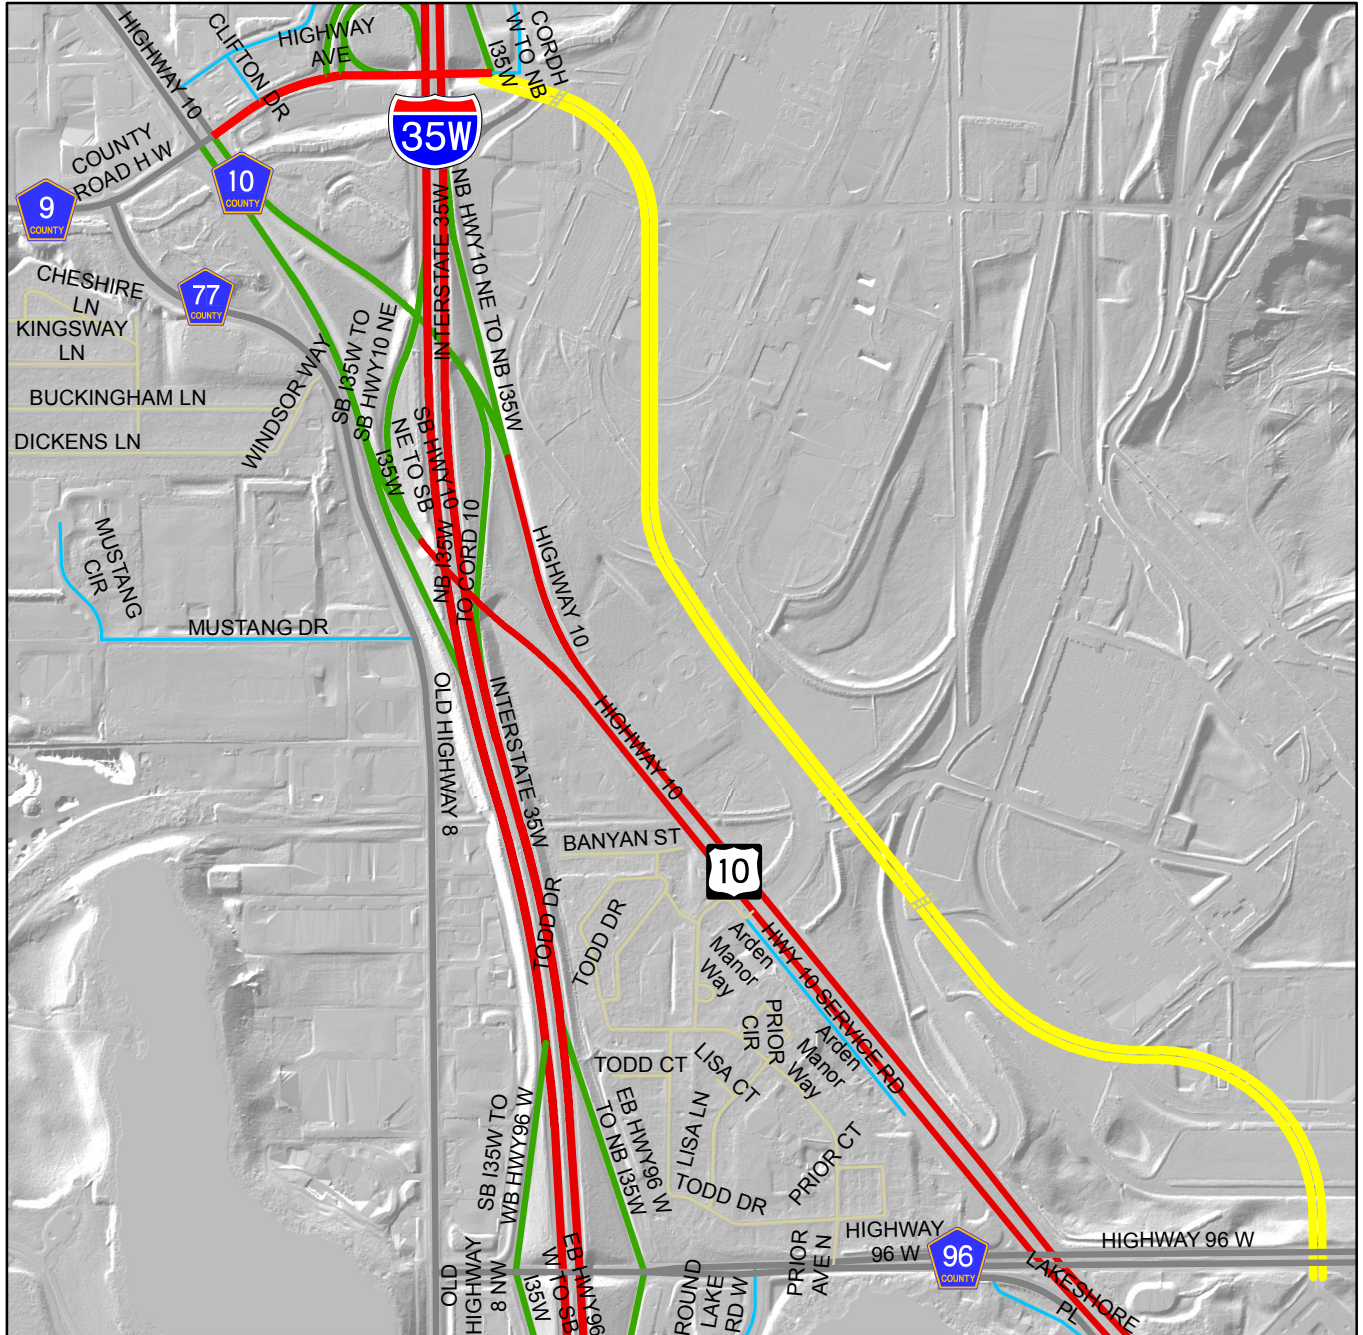 HIGHWAY 10
CLIFTON DR
HIGHWAY
AVE
CORDH
W TO NB
I35W
35W
COUNTY
ROAD H W
10
COUNTY
9
COUNTY
77
COUNTY
CHESHIRE
LN
KINGSWAY
LN
BUCKINGHAM LN
DICKENS LN
WINDSOR WAY
SB I35W TO
SB HWY10 NE
INTERSTATE 35W
NB HWY10 NE TO NB I35W
SB HWY10
NE TO SB
I35W
NB I35W
TO CORD 10
HIGHWAY 10
MUSTANG
CIR
MUSTANG DR
OLD HIGHWAY 8
INTERSTATE 35W
HIGHWAY 10
BANYAN ST
10
TODD DR
TODD DR
Arden
Manor
Way
HWY 10 SERVICE RD
PRIOR
CIR
Arden
Manor
Way
TODD CT
LISA CT
LISA LN
SB I35W TO
WB HWY96 W
EB HWY96 W
TO NB I35W
TODD DR
PRIOR CT
OLD
HIGHWAY
8 NW
EB HWY96
W TO SB
I35W
ROUND
LAKE
RD W
PRIOR
AVE N
HIGHWAY
96 W
96
COUNTY
HIGHWAY 96 W
LAKESHORE
PL